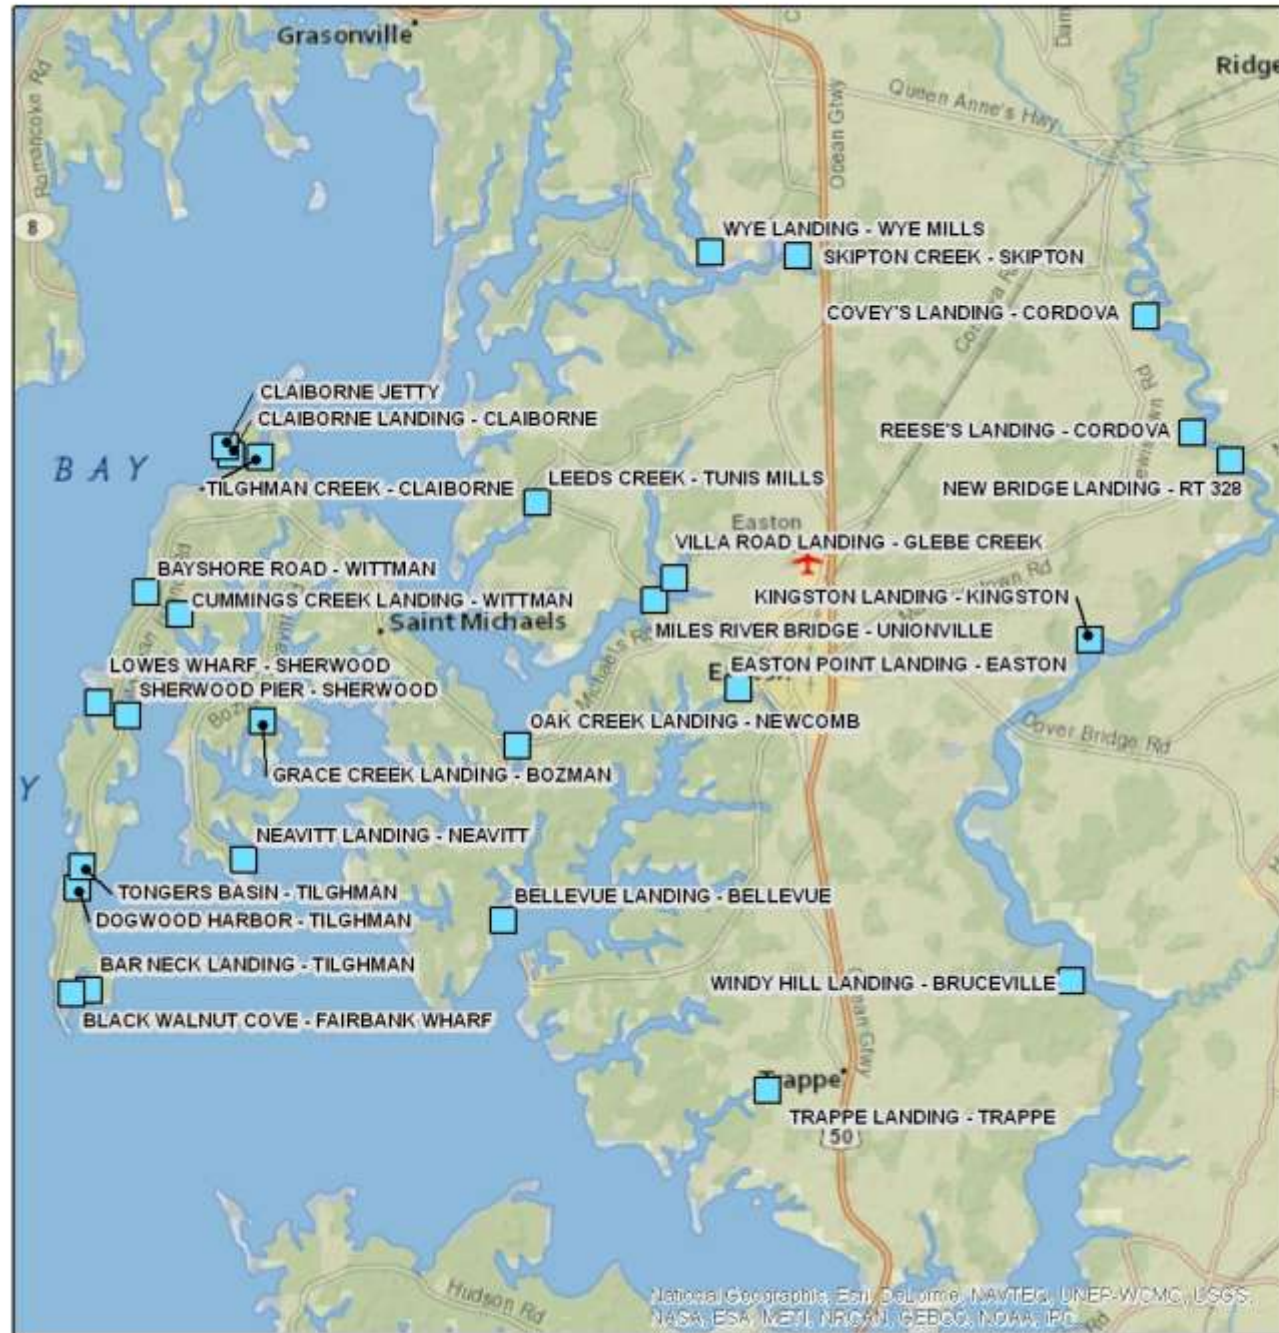 Grasonville
Ridge
Romancoke Rd
Queen Anne's Hwy
Ocean Gtwy
8
WYE LANDING - WYE MILLS
SKIPTON CREEK - SKIPTON
COVEY'S LANDING - CORDOVA
CLAIBORNE JETTY
CLAIBORNE LANDING - CLAIBORNE
REESE'S LANDING - CORDOVA
BAY
TILGHMAN CREEK - CLAIBORNE
LEEDS CREEK - TUNIS MILLS
NEW BRIDGE LANDING - RT 328
Easton
VILLA ROAD LANDING - GLEBE CREEK
BAYSHORE ROAD - WITTMAN
KINGSTON LANDING - KINGSTON
CUMMINGS CREEK LANDING - WITTMAN
Saint Michaels
MILES RIVER BRIDGE - UNIONVILLE
LOWES WHARF - SHERWOOD
EASTON POINT LANDING - EASTON
SHERWOOD PIER - SHERWOOD
OAK CREEK LANDING - NEWCOMB
Dover Bridge Rd
GRACE CREEK LANDING - BOZMAN
Y
NEAVITT LANDING - NEAVITT
TONGERS BASIN - TILGHMAN
BELLEVUE LANDING - BELLEVUE
DOGWOOD HARBOR - TILGHMAN
BAR NECK LANDING - TILGHMAN
WINDY HILL LANDING - BRUCEVILLE
BLACK WALNUT COVE - FAIRBANK WHARF
Trappe
TRAPPE LANDING - TRAPPE
50
Hudson Rd
National Geographic, Esri, DeLorme, NAVTEQ, UNEP-WCMC, USGS,
NASA, ESA, METI, NRCAN, GEBCO, NOAA, iPC